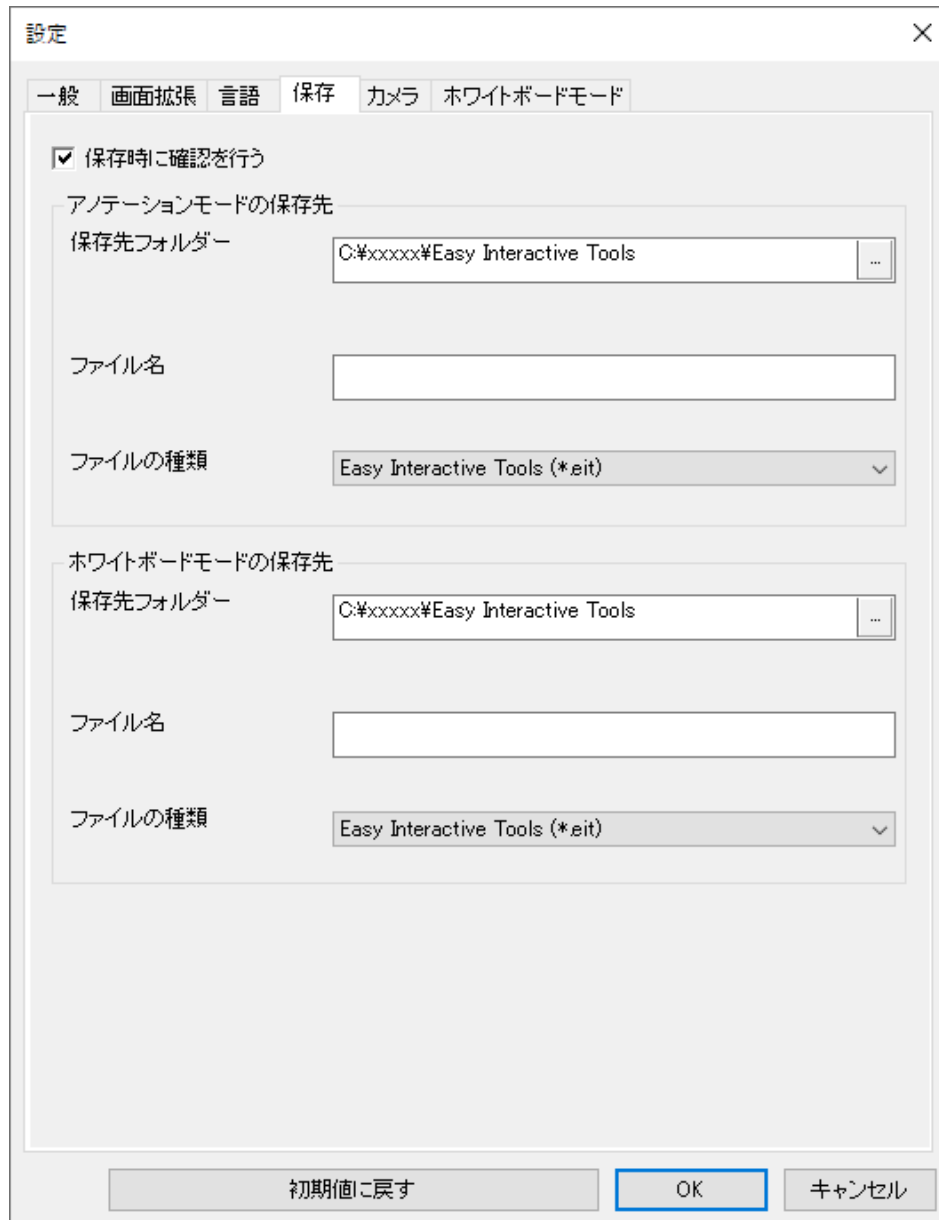 設定
一般 画面拡張 言語 保存 カメラ ホワイトボードモード
保存時に確認を行う
アノテーションモードの保存先
保存先フォルダー
C:¥xxxxx¥Easy Interactive Tools
...
ファイル名
ファイルの種類
Easy Interactive Tools (*.eit)
ホワイトボードモードの保存先
保存先フォルダー
C:¥xxxxx¥Easy Interactive Tools
...
ファイル名
ファイルの種類
Easy Interactive Tools (*.eit)
初期値に戻す OK キャンセル